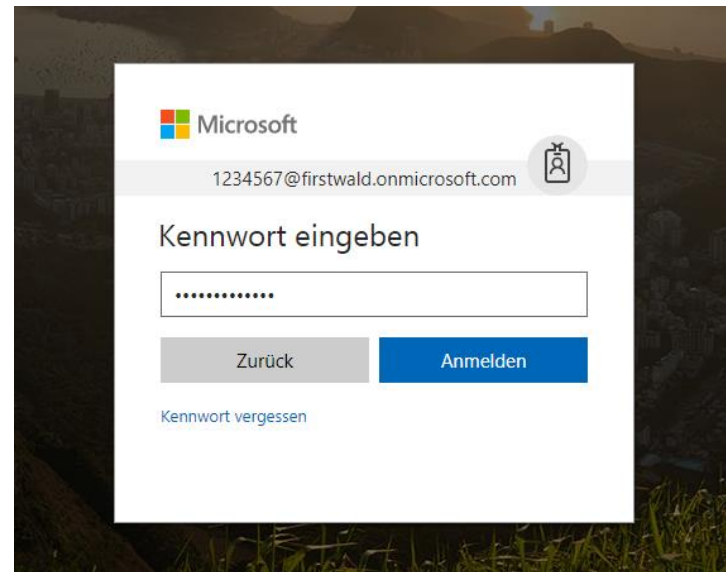 Microsoft
1234567@firstwald.onmicrosoft.com
Kennwort eingeben
•••••••••••••
Zurück
Anmelden
Kennwort vergessen